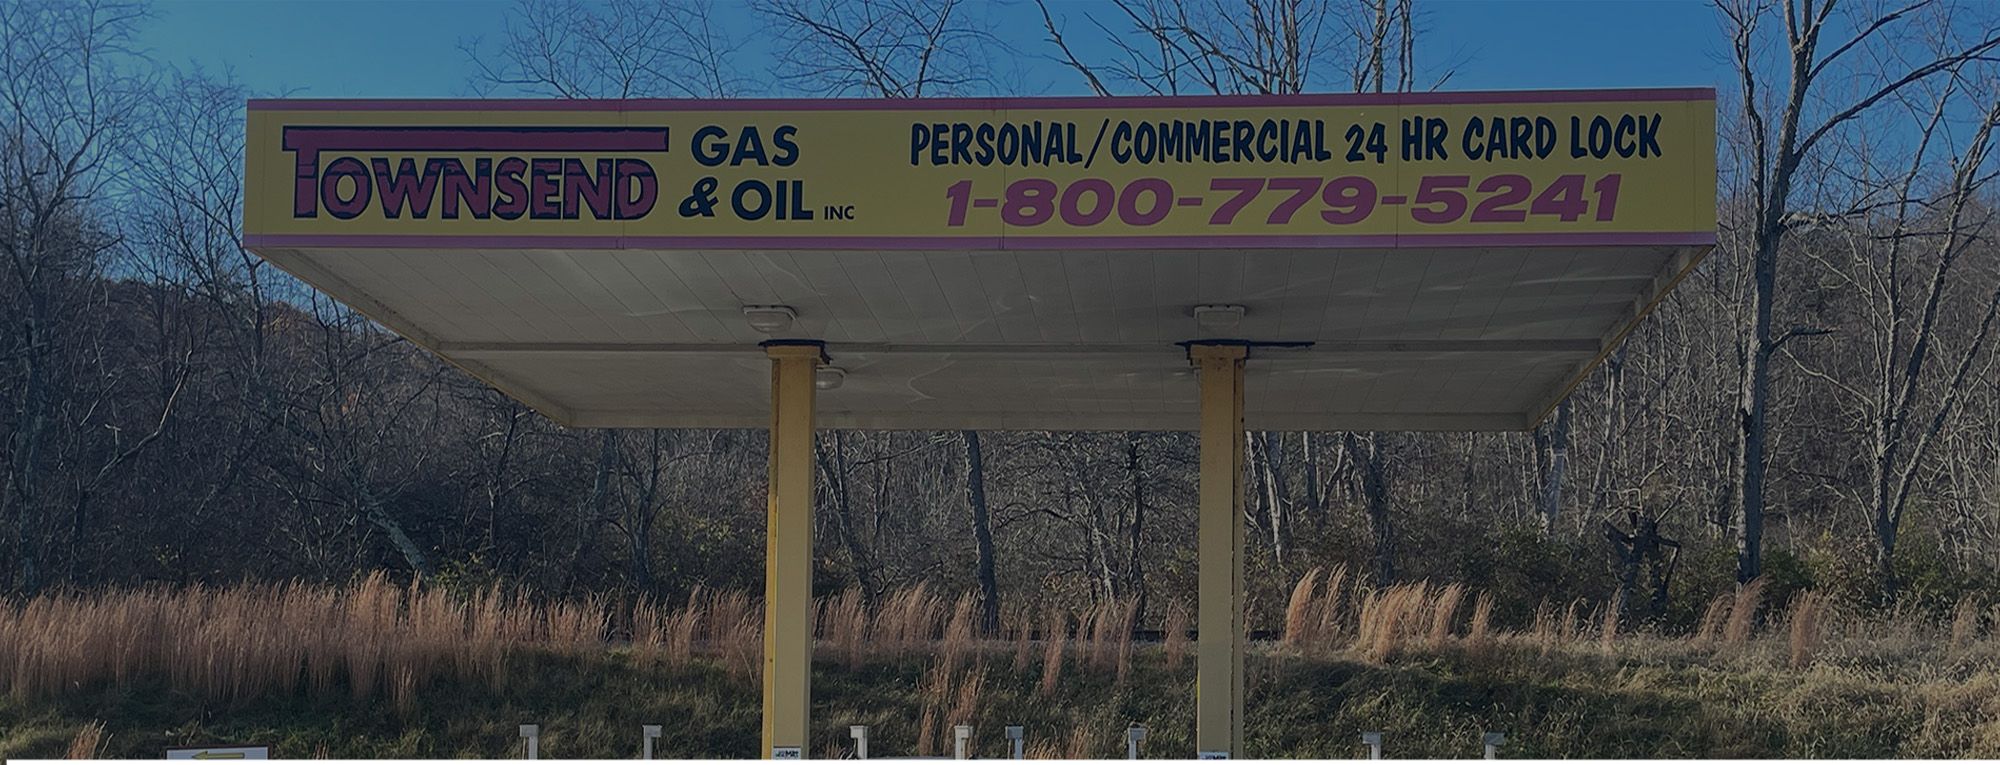 TOWNSEND GAS
& OIL INC
PERSONAL/COMMERCIAL 24 HR CARD LOCK
1-800-779-5241